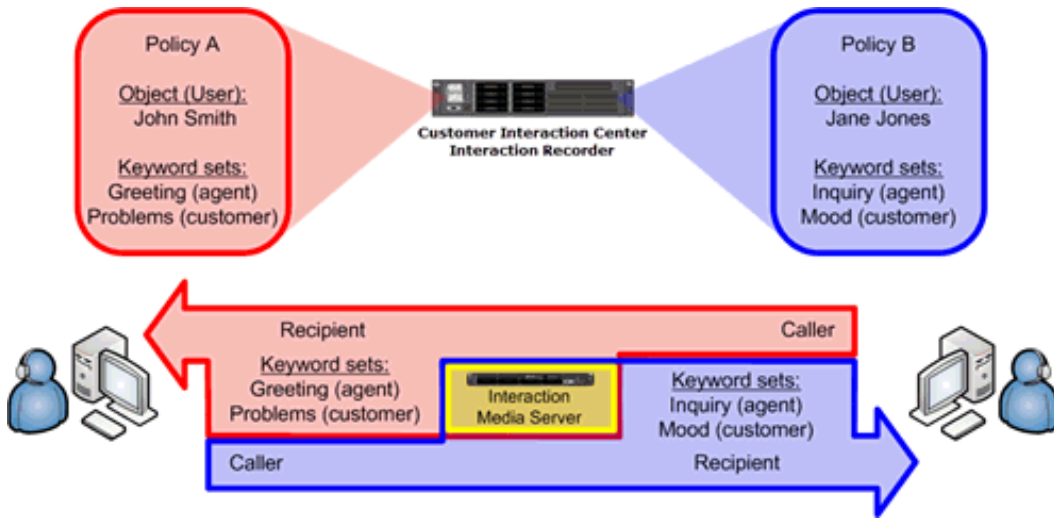 Policy A
Object (User):
John Smith
Keyword sets:
Greeting (agent)
Problems (customer)
Customer Interaction Center
Interaction Recorder
Policy B
Object (User):
Jane Jones
Keyword sets:
Inquiry (agent)
Mood (customer)
Recipient
Caller
Keyword sets:
Greeting (agent)
Problems (customer)
Interaction
Media Server
Keyword sets:
Inquiry (agent)
Mood (customer)
Caller
Recipient